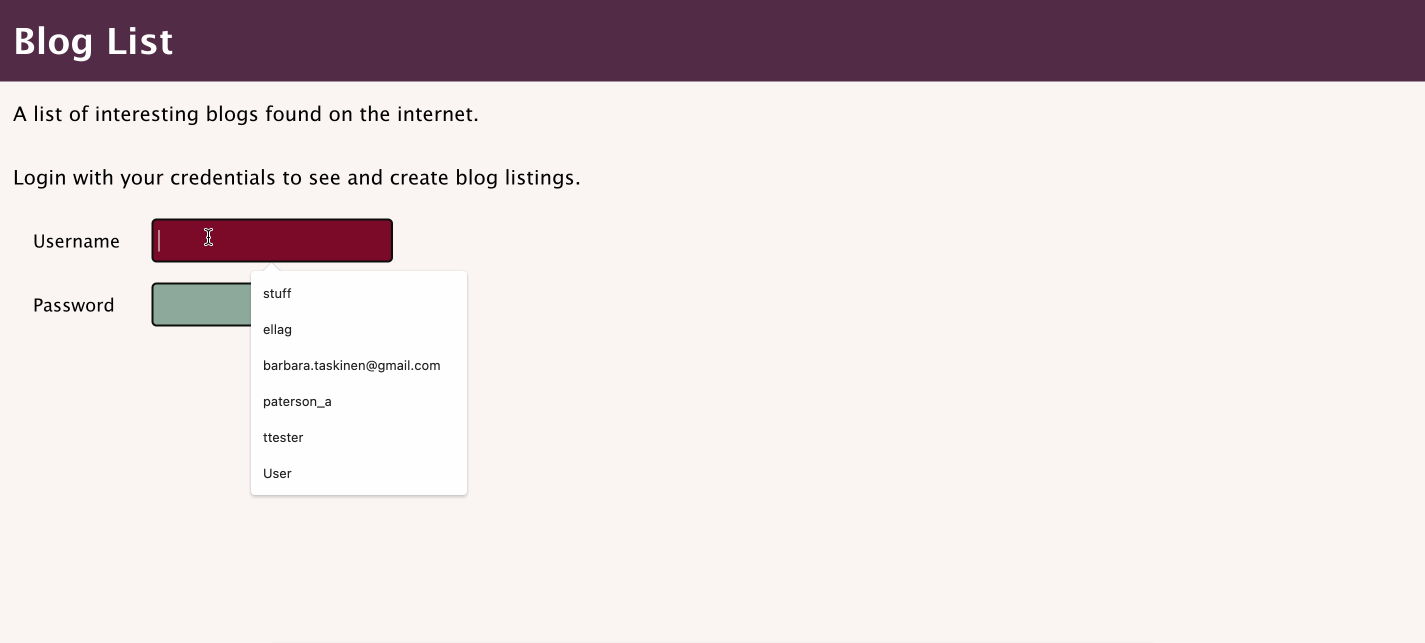 Blog List
A list of interesting blogs found on the internet.
Login with your credentials to see and create blog listings.
Username
Password
stuff
ellag
barbara.taskinen@gmail.com
paterson_a
ttester
User